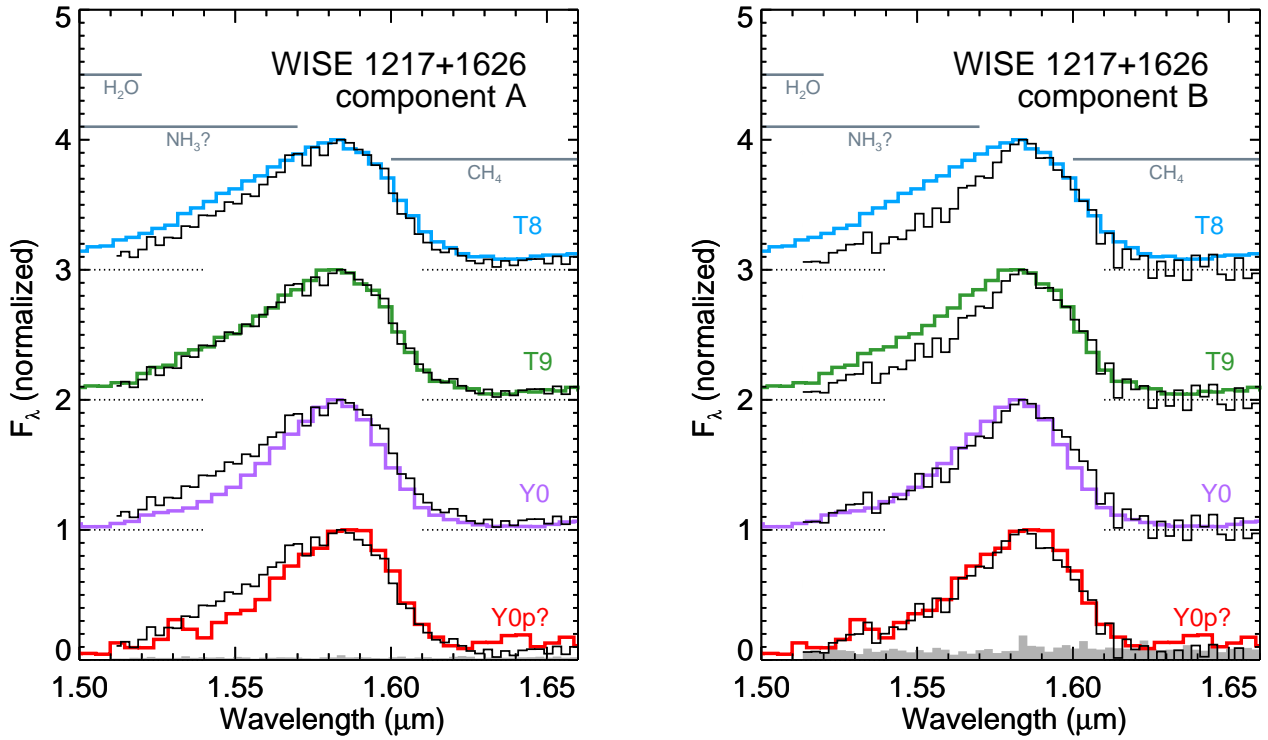 WISE 1217+1626
component A
H₂O
NH₃?
CH₄
T8
T9
Y0
Y0p?
5
4
3
2
1
0
F_λ (normalized)
1.50 1.55 1.60 1.65
Wavelength (μm)
WISE 1217+1626
component B
H₂O
NH₃?
CH₄
T8
T9
Y0
Y0p?
5
4
3
2
1
0
F_λ (normalized)
1.50 1.55 1.60 1.65
Wavelength (μm)